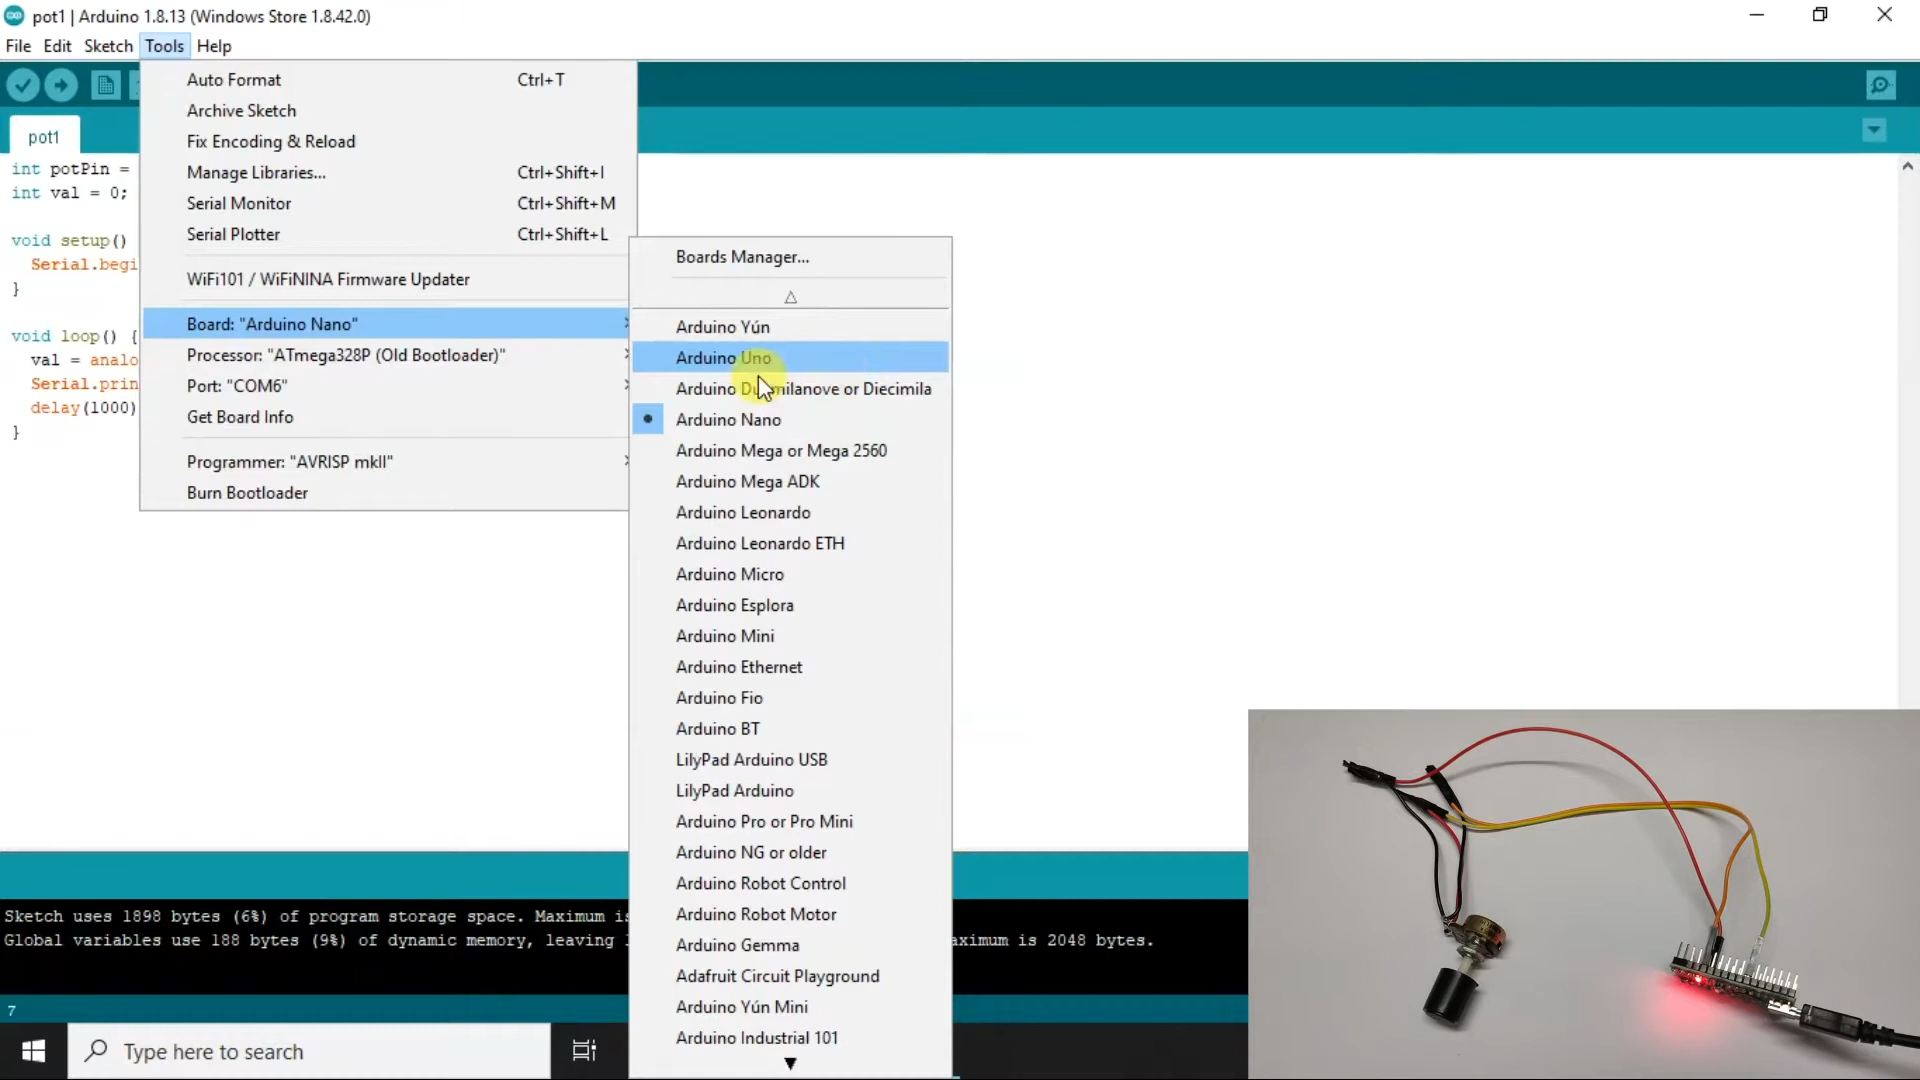 pot1 | Arduino 1.8.13 (Windows Store 1.8.42.0)
File Edit Sketch Tools Help
Auto Format Ctrl+T
Archive Sketch
Fix Encoding & Reload
Manage Libraries... Ctrl+Shift+I
Serial Monitor Ctrl+Shift+M
Serial Plotter Ctrl+Shift+L
WiFi101 / WiFiNINA Firmware Updater
Board: "Arduino Nano"
Processor: "ATmega328P (Old Bootloader)"
Port: "COM6"
Get Board Info
Programmer: "AVRISP mkII"
Burn Bootloader
Boards Manager...
Arduino Yún
Arduino Uno
Arduino Duemilanove or Diecimila
Arduino Nano
Arduino Mega or Mega 2560
Arduino Mega ADK
Arduino Leonardo
Arduino Leonardo ETH
Arduino Micro
Arduino Esplora
Arduino Mini
Arduino Ethernet
Arduino Fio
Arduino BT
LilyPad Arduino USB
LilyPad Arduino
Arduino Pro or Pro Mini
Arduino NG or older
Arduino Robot Control
Arduino Robot Motor
Arduino Gemma
Adafruit Circuit Playground
Arduino Yún Mini
Arduino Industrial 101
pot1
int potPin =
int val = 0;
void setup()
Serial.begi
}
void loop() {
val = analo
Serial.prin
delay(1000)
}
Sketch uses 1898 bytes (6%) of program storage space. Maximum i
Global variables use 188 bytes (9%) of dynamic memory, leaving aximum is 2048 bytes.
7
Type here to search